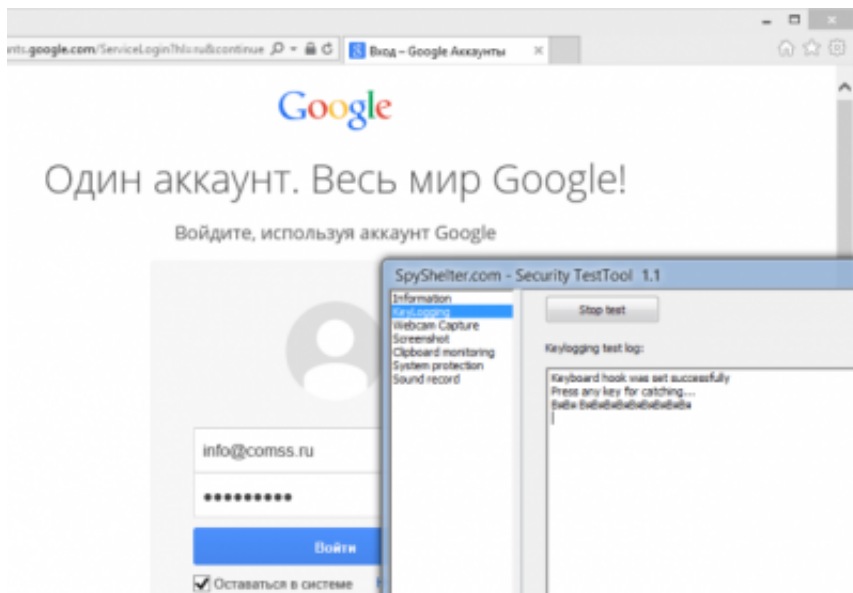 nts.google.com/ServiceLogin?hl=ru&continue
Вход – Google Аккаунты
Google
Один аккаунт. Весь мир Google!
Войдите, используя аккаунт Google
SpyShelter.com - Security TestTool 1.1
Information
KeyLogging
Webcam Capture
Screenshot
Clipboard monitoring
System protection
Sound record
Stop test
Keylogging test log:
Keyboard hook was set successfully
Press any key for catching...
info@comss.ru
Войти
Оставаться в системе